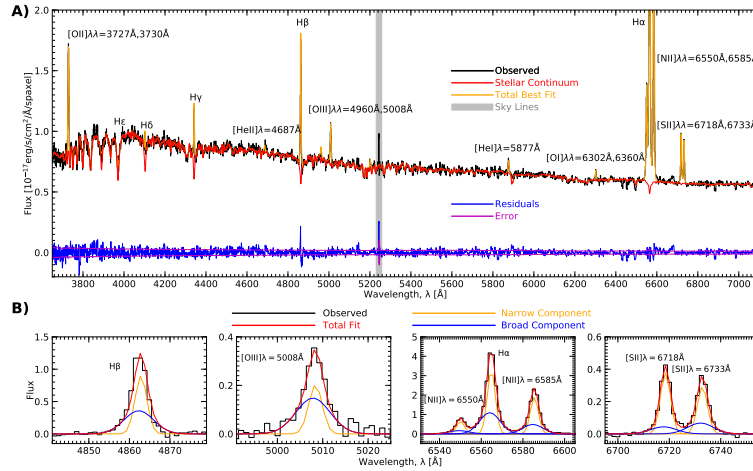 A)
2.0
1.5
1.0
0.5
0.0
Flux [10⁻¹⁷erg/s/cm²/Å/spaxel]
[OII]λλ=3727Å,3730Å
Hε
Hδ
Hγ
[HeII]λ=4687Å
Hβ
[OIII]λλ=4960Å,5008Å
Observed
Stellar Continuum
Total Best Fit
Sky Lines
[HeI]λ=5877Å
[OI]λλ=6302Å,6360Å
Hα
[NII]λλ=6550Å,6585Å
[SII]λλ=6718Å,6733Å
Residuals
Error
3800 4000 4200 4400 4600 4800 5000 5200 5400 5600 5800 6000 6200 6400 6600 6800 7000
Wavelength, λ [Å]
B)
Observed
Total Fit
Narrow Component
Broad Component
Flux
1.5
1.0
0.5
0.0
Hβ
4850 4860 4870
0.4
0.2
0.0
[OIII]λ=5008Å
4990 5000 5010 5020
5
4
3
2
1
0
Hα
[NII]λ=6550Å
[NII]λ=6585Å
6540 6560 6580 6600
0.6
0.4
0.2
0.0
[SII]λ=6718Å
[SII]λ=6733Å
6700 6720 6740
Wavelength, λ [Å]